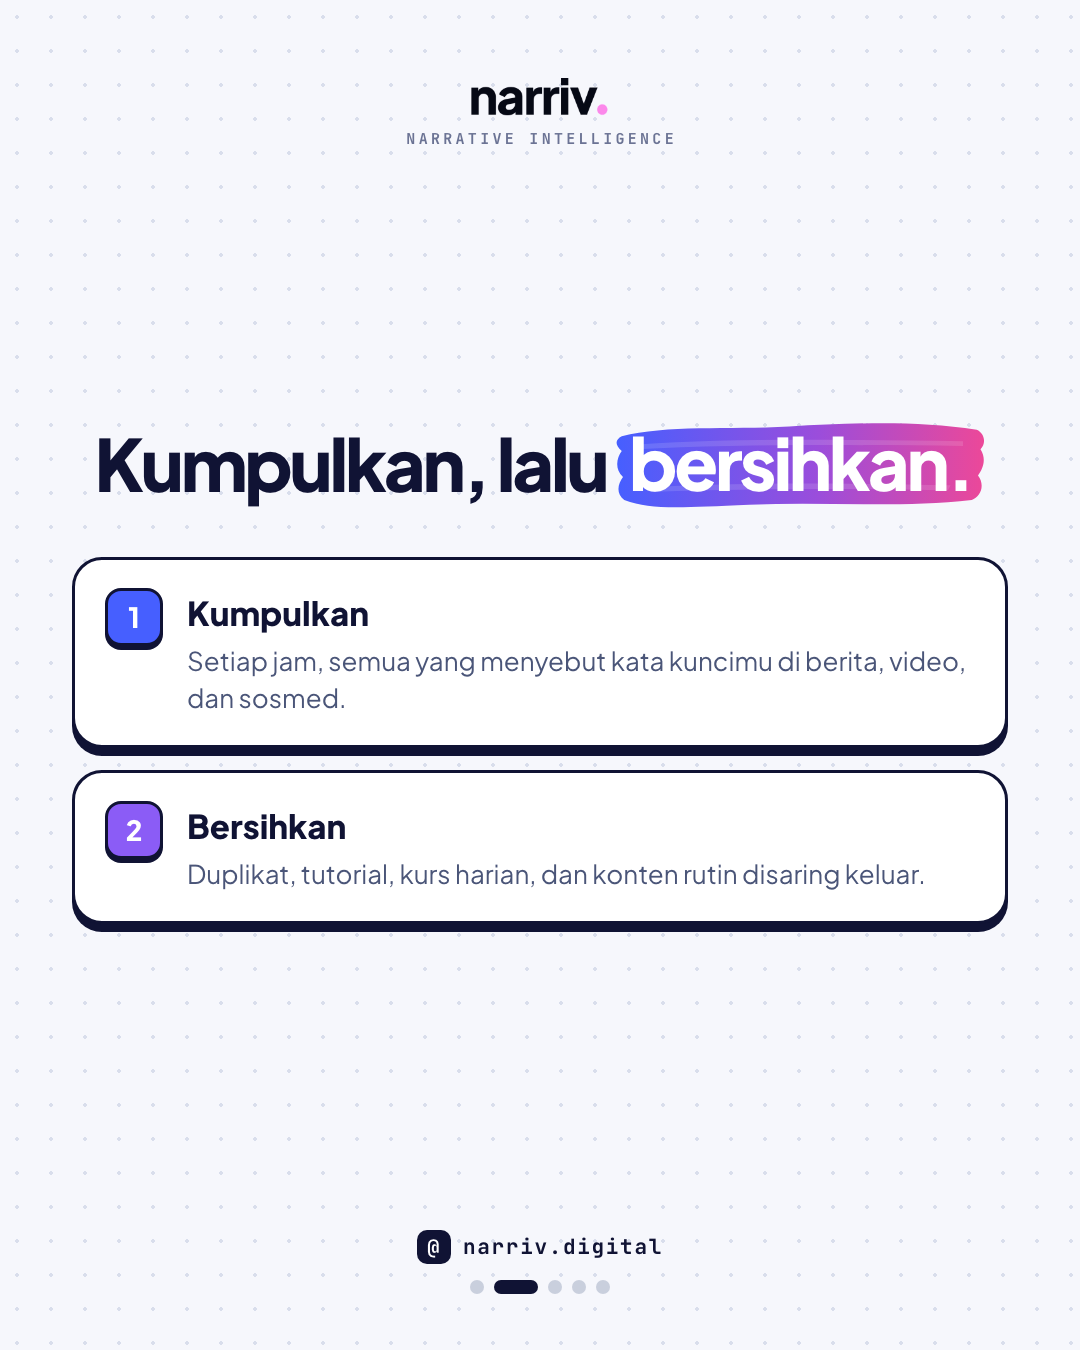 narriv.
NARRATIVE INTELLIGENCE
Kumpulkan, lalu bersihkan.
1
Kumpulkan
Setiap jam, semua yang menyebut kata kuncimu di berita, video,
dan sosmed.
2
Bersihkan
Duplikat, tutorial, kurs harian, dan konten rutin disaring keluar.
@ narriv.digital